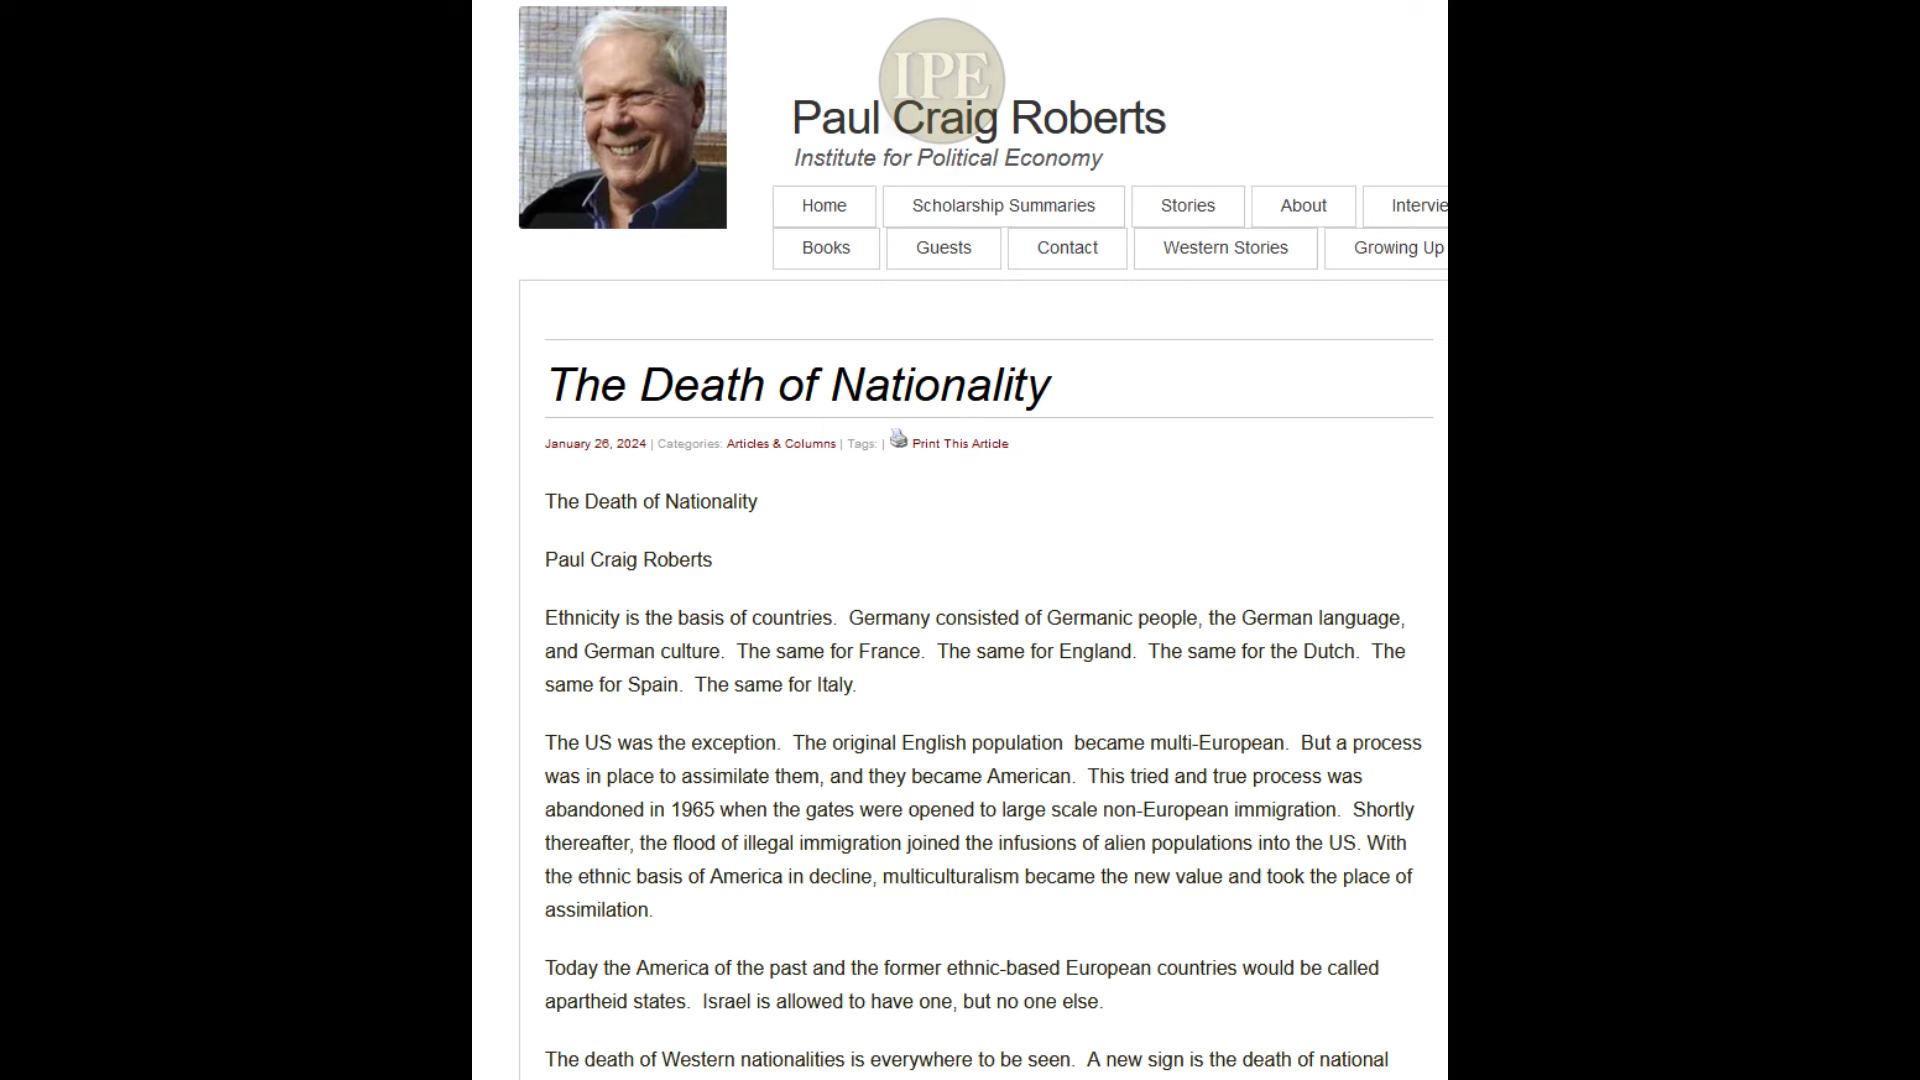 IPE
Paul Craig Roberts
Institute for Political Economy
Home
Scholarship Summaries
Stories
About
Intervie
Books
Guests
Contact
Western Stories
Growing Up
The Death of Nationality
January 26, 2024 | Categories: Articles & Columns | Tags: | Print This Article
The Death of Nationality
Paul Craig Roberts
Ethnicity is the basis of countries.  Germany consisted of Germanic people, the German language,
and German culture.  The same for France.  The same for England.  The same for the Dutch.  The
same for Spain.  The same for Italy.
The US was the exception.  The original English population  became multi-European.  But a process
was in place to assimilate them, and they became American.  This tried and true process was
abandoned in 1965 when the gates were opened to large scale non-European immigration.  Shortly
thereafter, the flood of illegal immigration joined the infusions of alien populations into the US. With
the ethnic basis of America in decline, multiculturalism became the new value and took the place of
assimilation.
Today the America of the past and the former ethnic-based European countries would be called
apartheid states.  Israel is allowed to have one, but no one else.
The death of Western nationalities is everywhere to be seen.  A new sign is the death of national